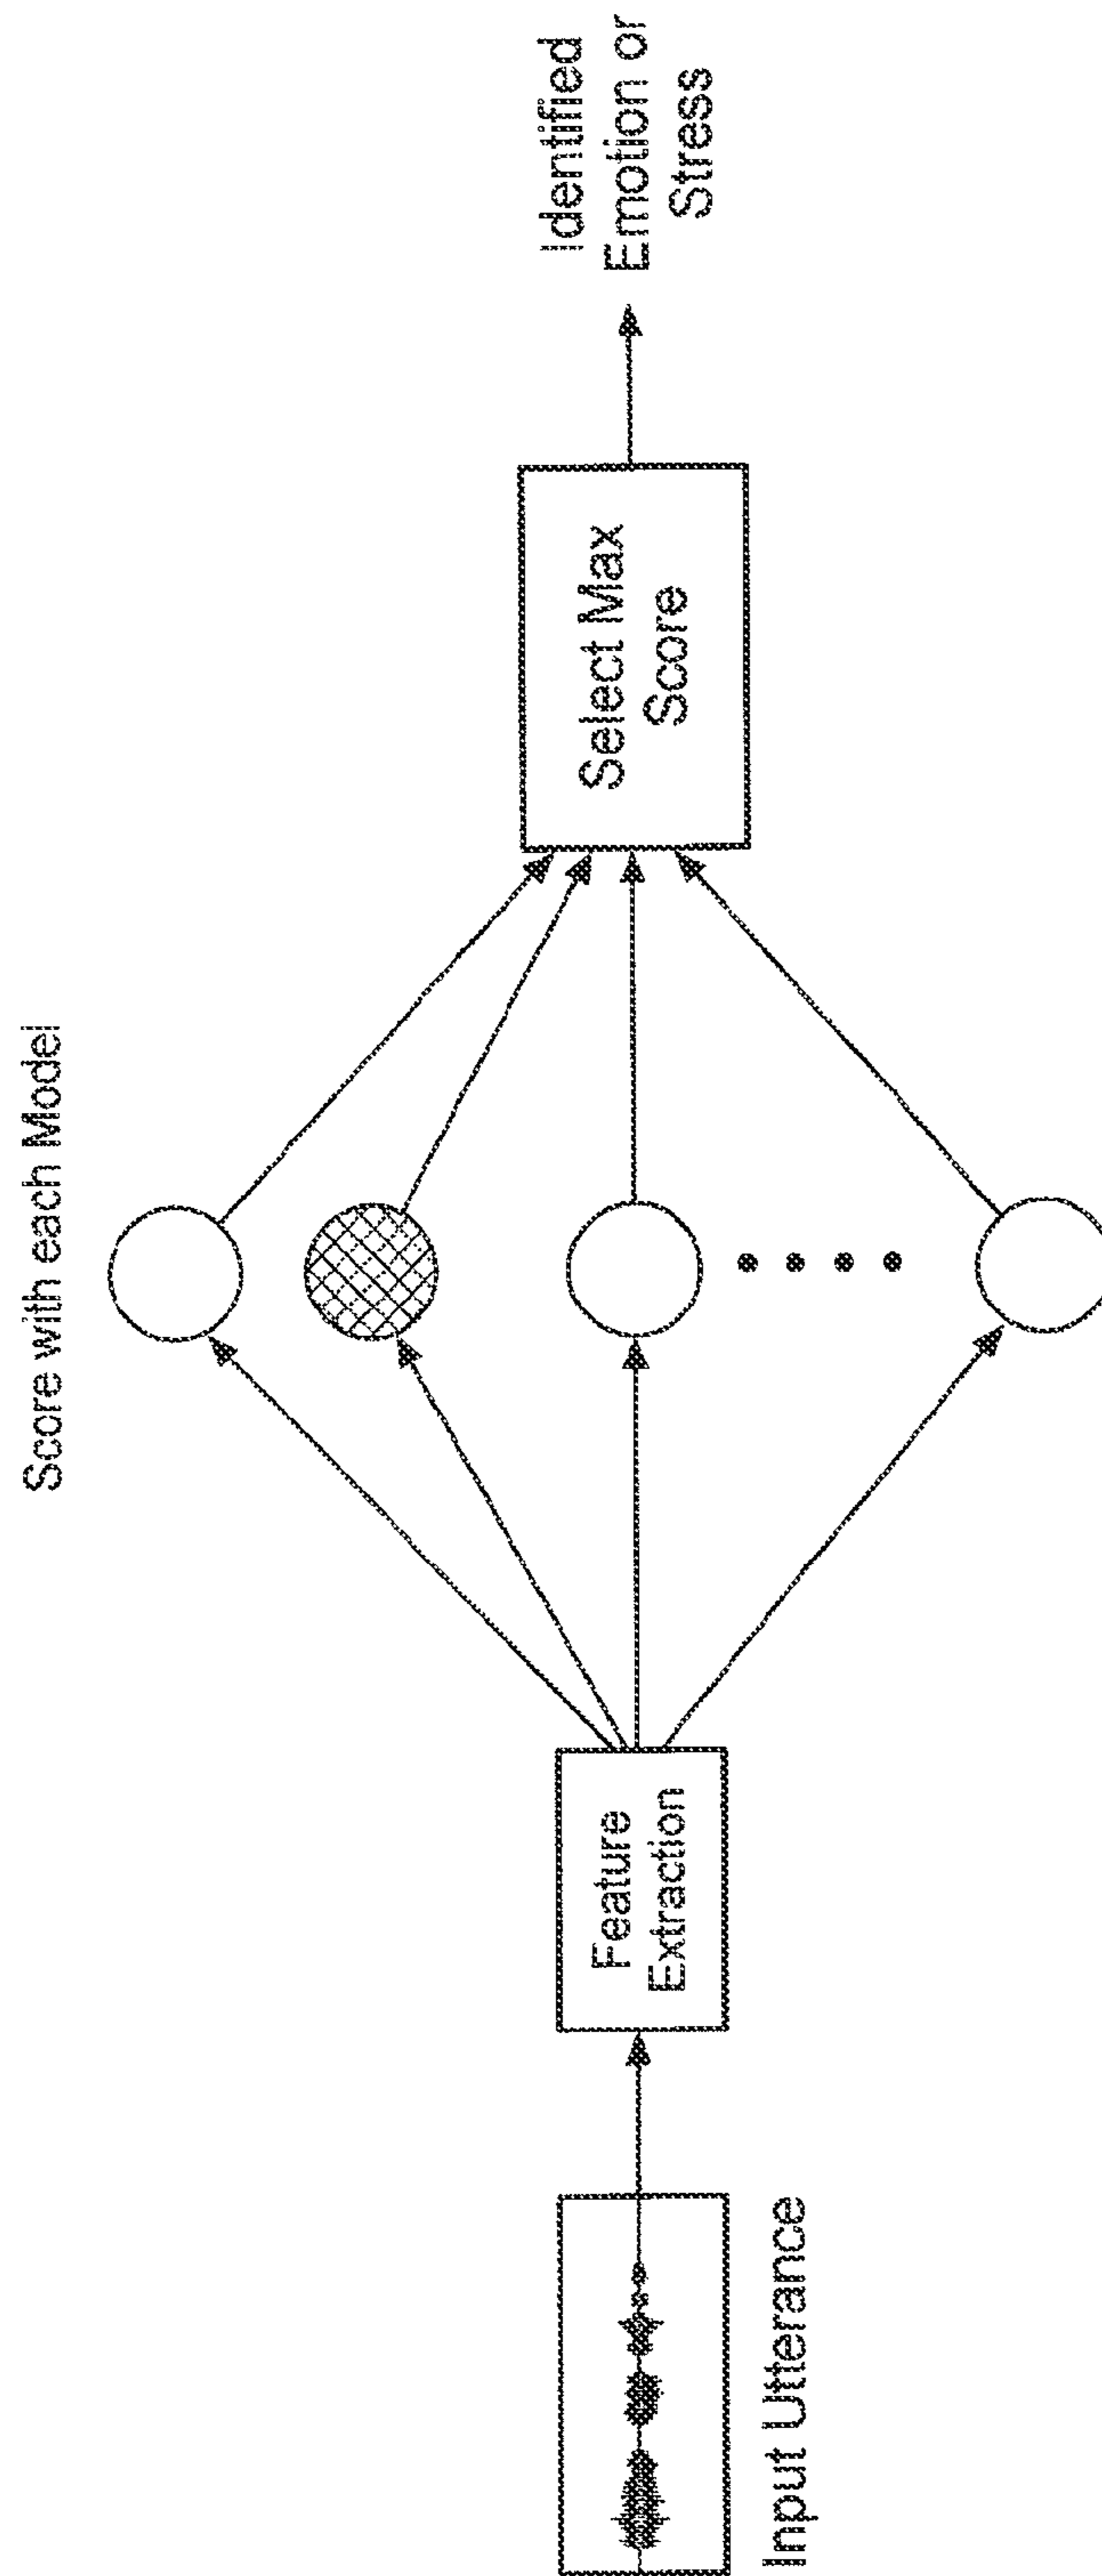 Score with each Model
Input Utterance
Feature
Extraction
Select Max
Score
Identified
Emotion or
Stress